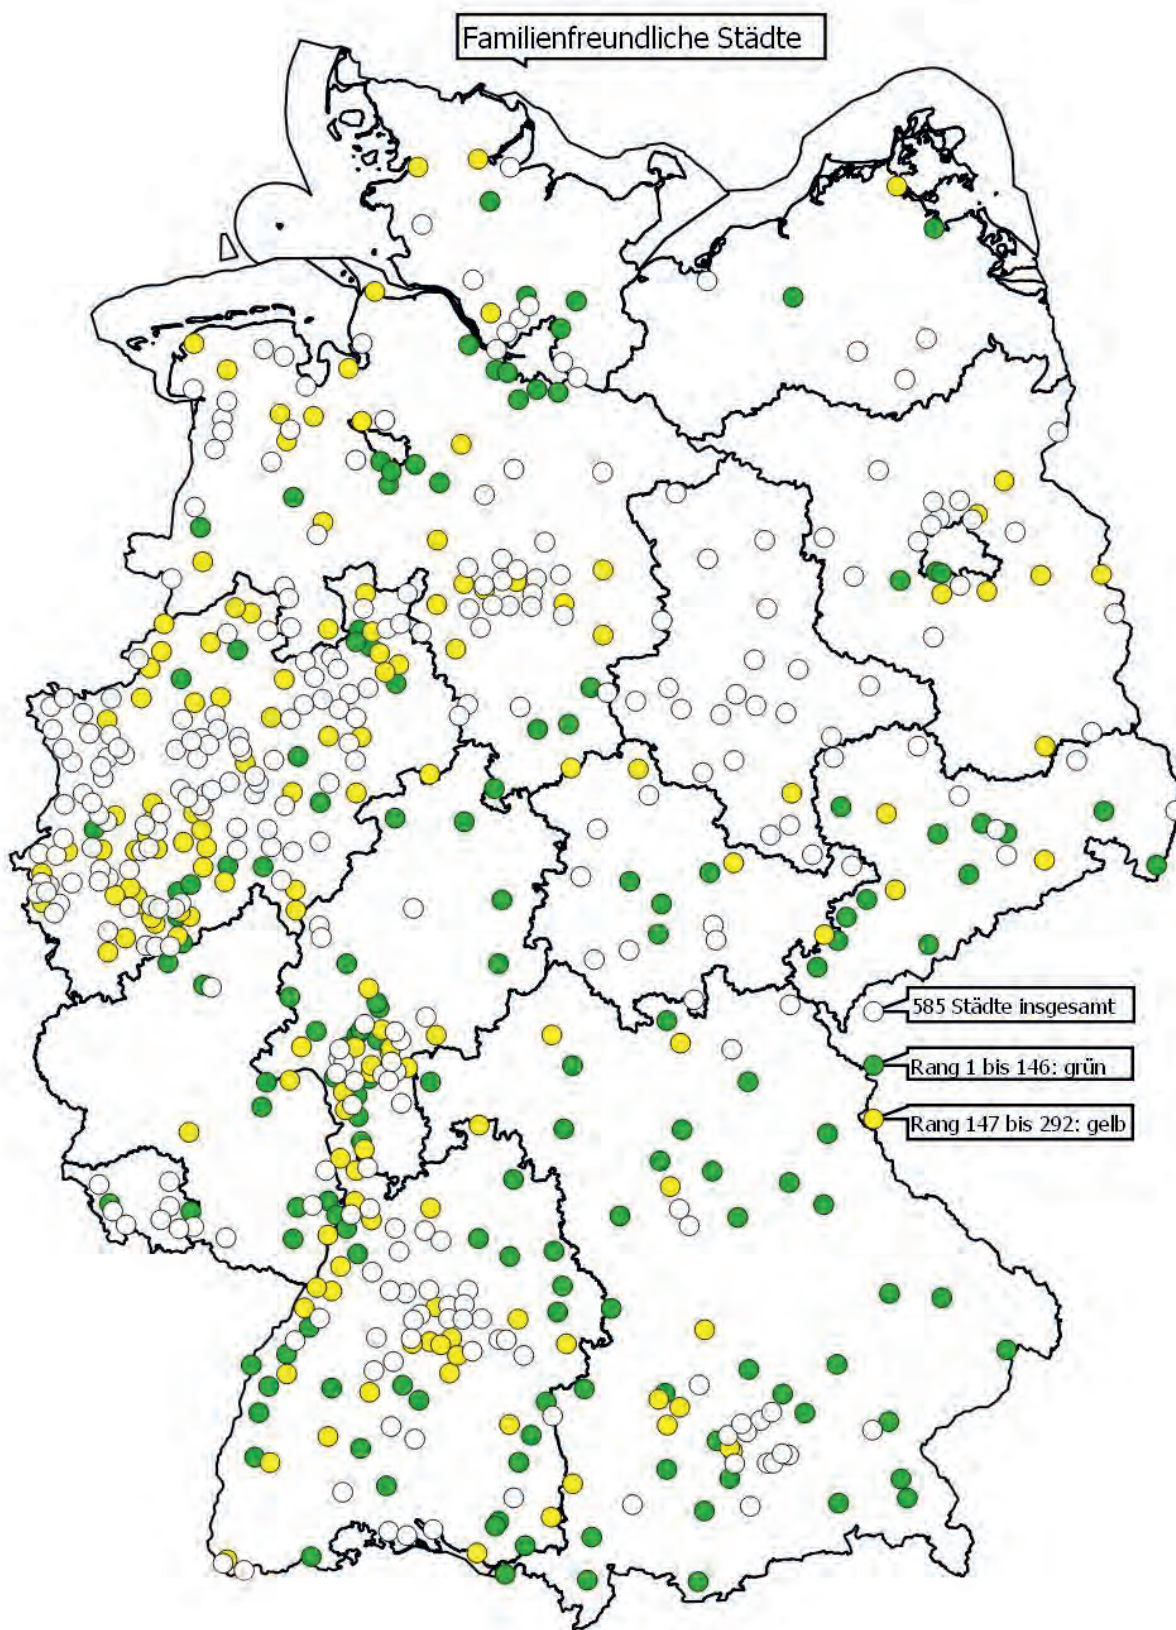 Familienfreundliche Städte
585 Städte insgesamt
Rang 1 bis 146: grün
Rang 147 bis 292: gelb